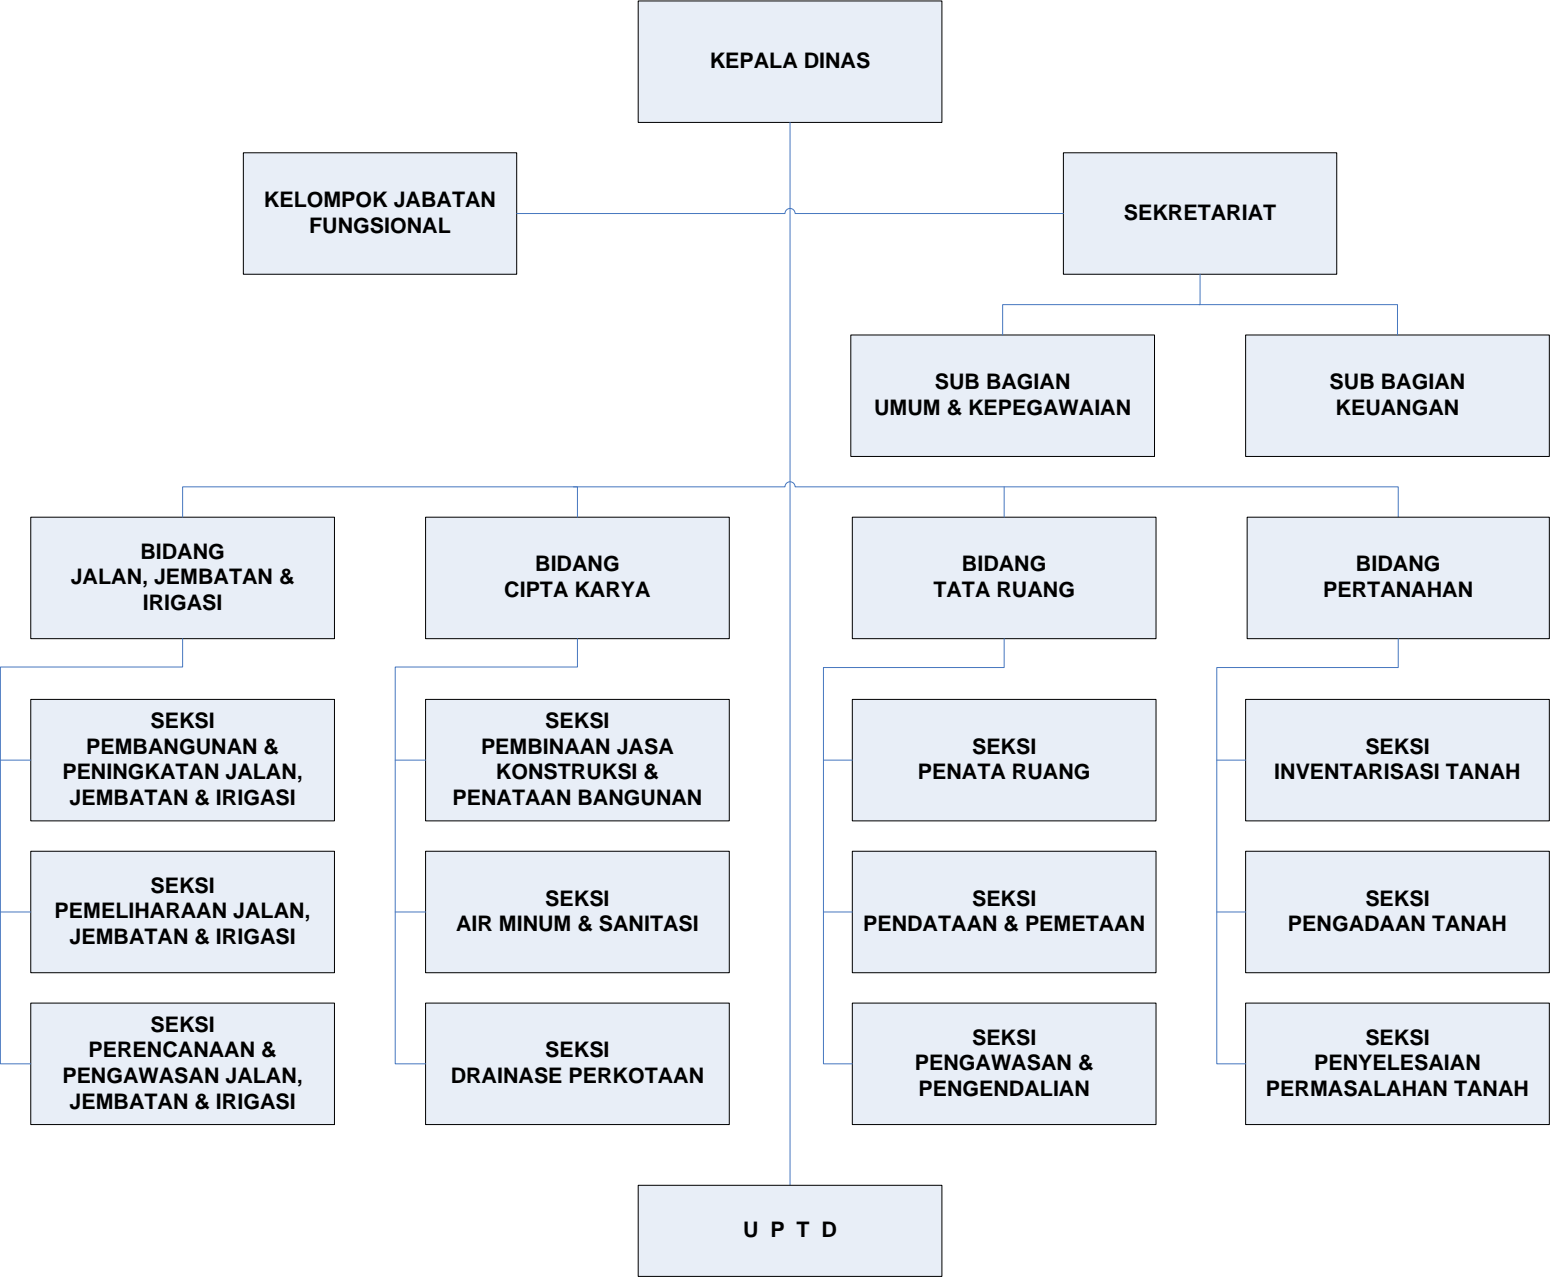 KEPALA DINAS
KELOMPOK JABATAN
FUNGSIONAL
SEKRETARIAT
SUB BAGIAN
UMUM & KEPEGAWAIAN
SUB BAGIAN
KEUANGAN
BIDANG
JALAN, JEMBATAN &
IRIGASI
BIDANG
CIPTA KARYA
BIDANG
TATA RUANG
BIDANG
PERTANAHAN
SEKSI
PEMBANGUNAN &
PENINGKATAN JALAN,
JEMBATAN & IRIGASI
SEKSI
PEMBINAAN JASA
KONSTRUKSI &
PENATAAN BANGUNAN
SEKSI
PENATA RUANG
SEKSI
INVENTARISASI TANAH
SEKSI
PEMELIHARAAN JALAN,
JEMBATAN & IRIGASI
SEKSI
AIR MINUM & SANITASI
SEKSI
PENDATAAN & PEMETAAN
SEKSI
PENGADAAN TANAH
SEKSI
PERENCANAAN &
PENGAWASAN JALAN,
JEMBATAN & IRIGASI
SEKSI
DRAINASE PERKOTAAN
SEKSI
PENGAWASAN &
PENGENDALIAN
SEKSI
PENYELESAIAN
PERMASALAHAN TANAH
U P T D